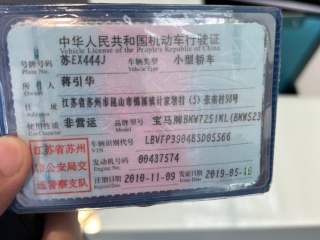 中华人民共和国机动车行驶证
Vehicle License of the People's Republic of China
号牌号码 苏EX444J 车辆类型 小型轿车
Plate No. Vehicle Type
所有人 蒋引华
Owner
住址 江苏省苏州市昆山市锦溪镇
Address
使用性质 非营运 品牌型号 宝马牌BMW7251ML(BMW525
Use Character Model
江苏省苏州
市公安局交
通警察支队
车辆识别代号
VIN
发动机号码 00437574
Engine No.
注册日期 2010-11-09 发证日期 2019-05-